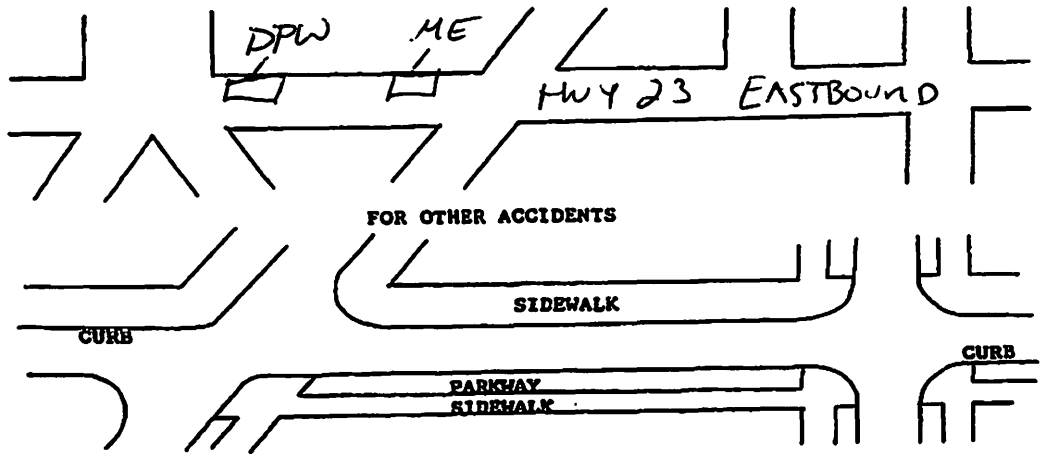 DPW ME
HWY 23 EASTBOUND
FOR OTHER ACCIDENTS
SIDEWALK
CURB
CURB
PARKWAY
SIDEWALK